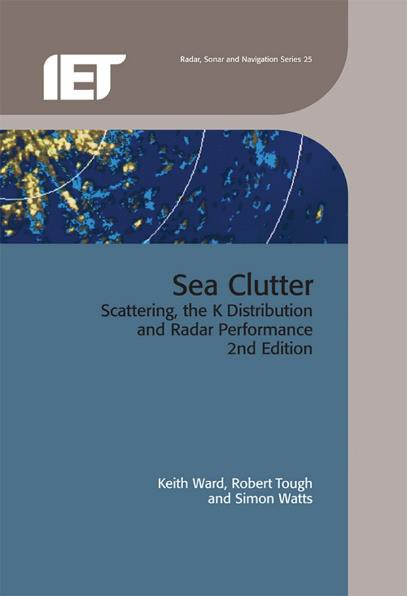 IET
Radar, Sonar and Navigation Series 25
Sea Clutter
Scattering, the K Distribution
and Radar Performance
2nd Edition
Keith Ward, Robert Tough
and Simon Watts